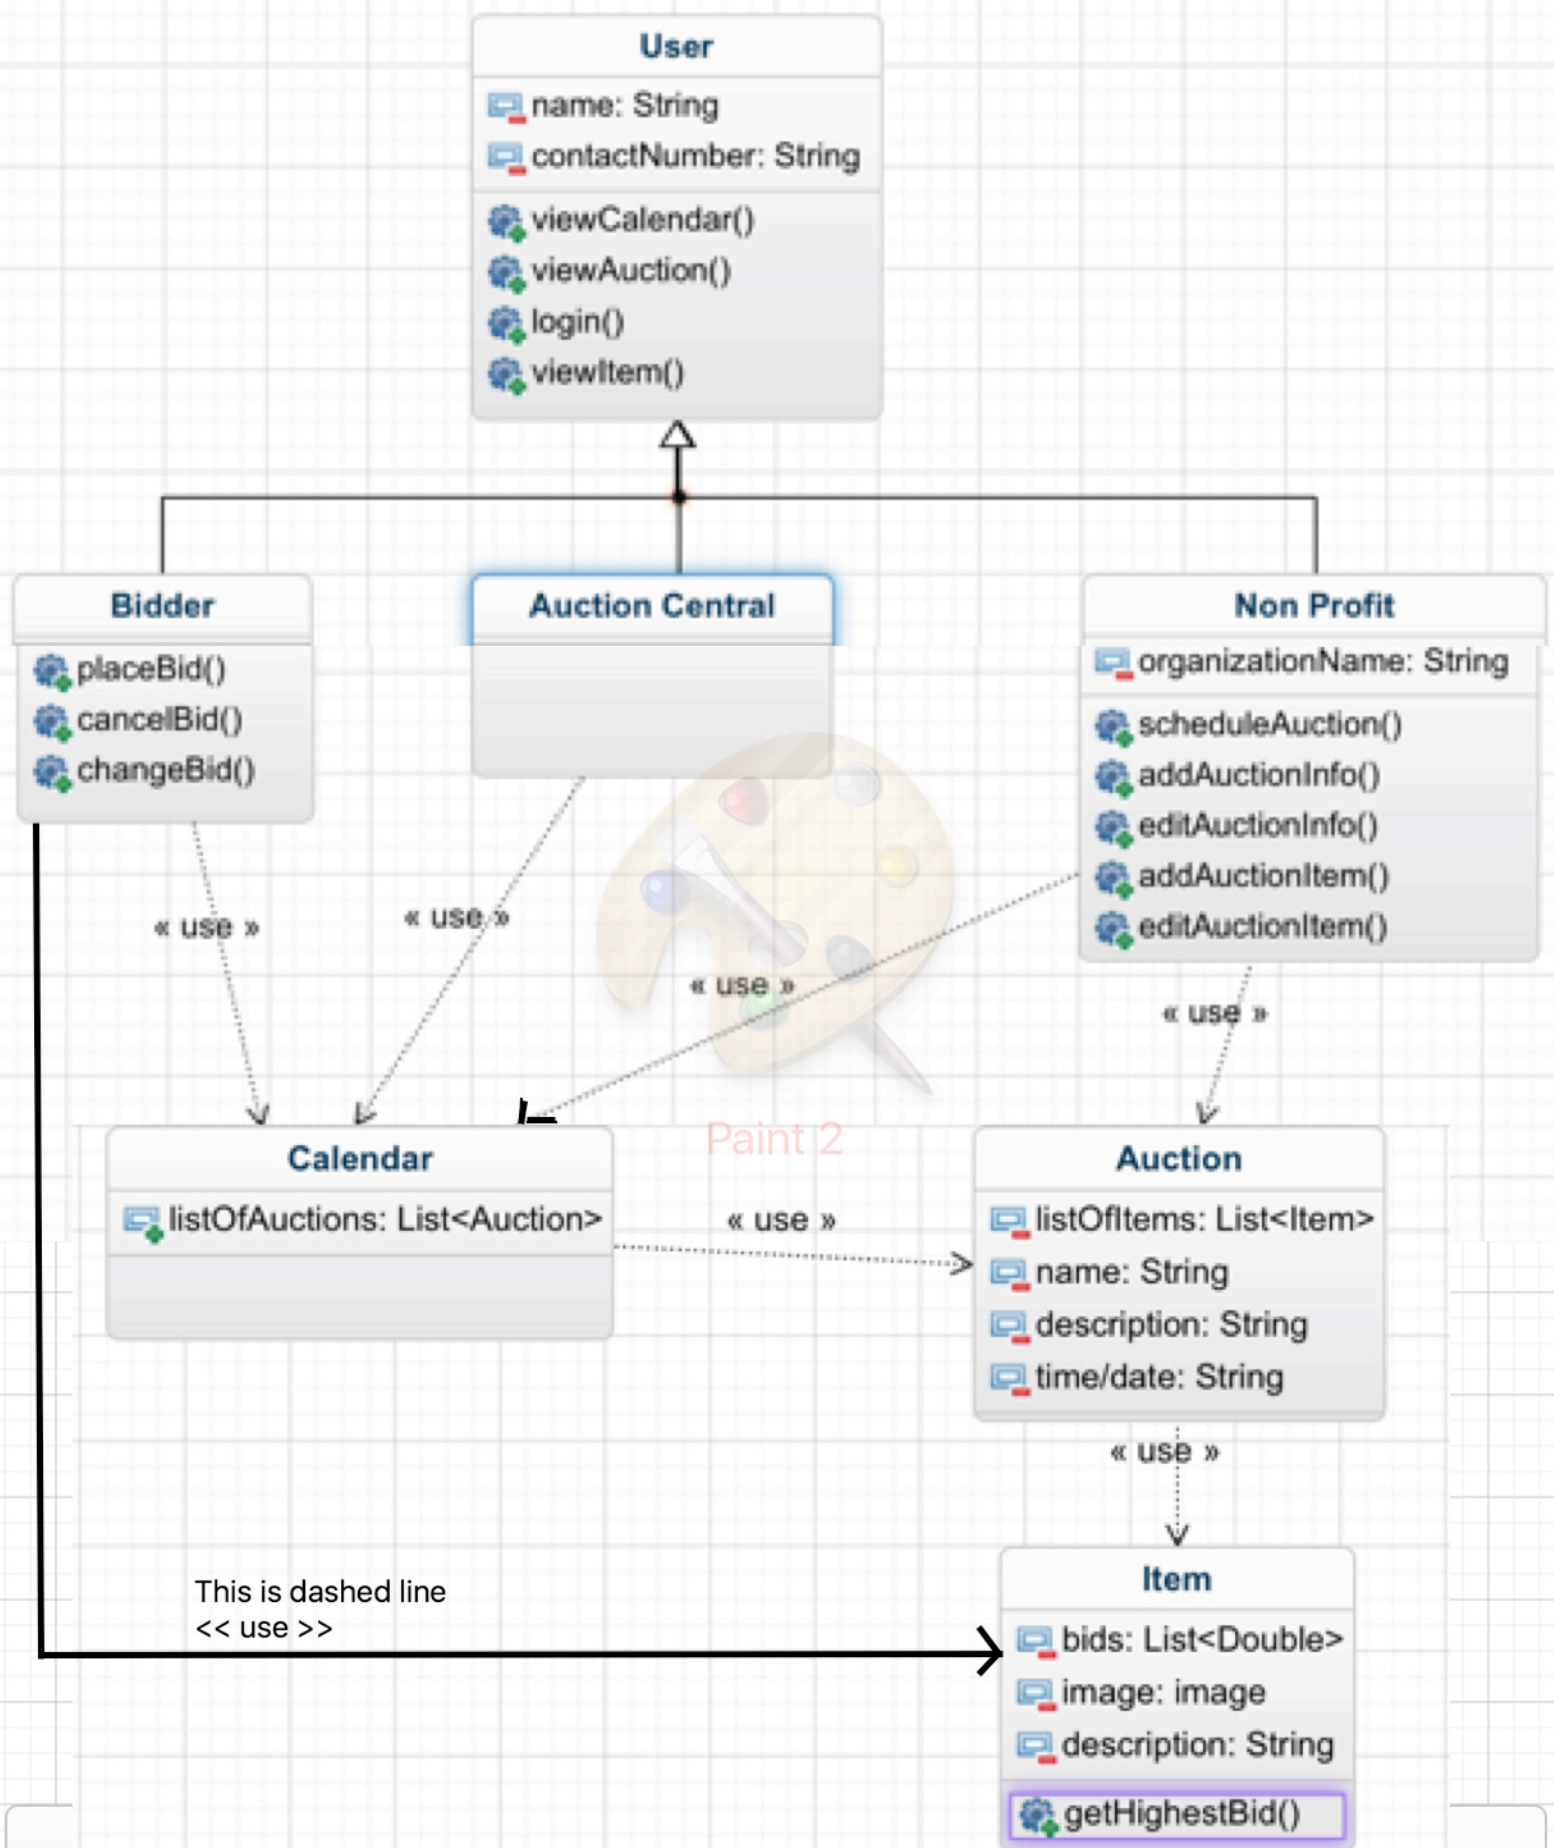 User
name: String
contactNumber: String
viewCalendar()
viewAuction()
login()
viewItem()
Bidder
placeBid()
cancelBid()
changeBid()
Auction Central
Non Profit
organizationName: String
scheduleAuction()
addAuctionInfo()
editAuctionInfo()
addAuctionItem()
editAuctionItem()
« use »
« use »
« use »
« use »
Paint 2
Calendar
listOfAuctions: List<Auction>
« use »
Auction
listOfItems: List<Item>
name: String
description: String
time/date: String
« use »
This is dashed line
<< use >>
Item
bids: List<Double>
image: image
description: String
getHighestBid()